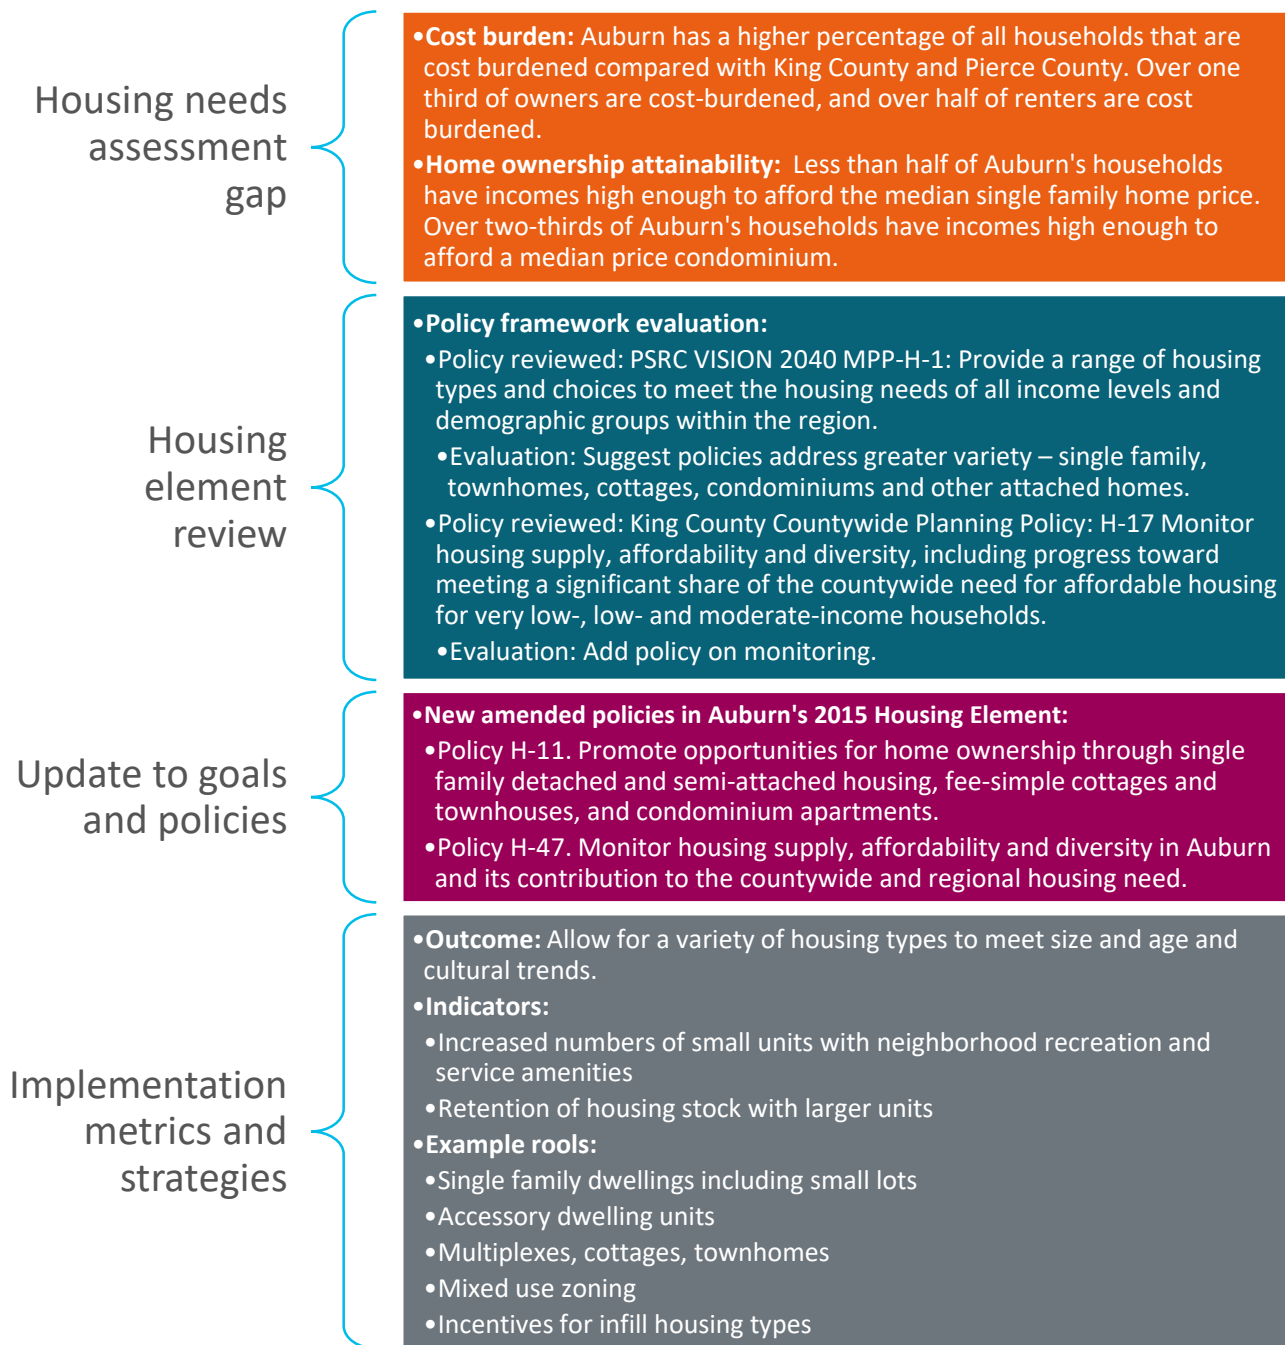 Housing needs
assessment
gap
•Cost burden: Auburn has a higher percentage of all households that are
cost burdened compared with King County and Pierce County. Over one
third of owners are cost-burdened, and over half of renters are cost
burdened.
•Home ownership attainability: Less than half of Auburn's households
have incomes high enough to afford the median single family home price.
Over two-thirds of Auburn's households have incomes high enough to
afford a median price condominium.
Housing
element
review
•Policy framework evaluation:
•Policy reviewed: PSRC VISION 2040 MPP-H-1: Provide a range of housing
types and choices to meet the housing needs of all income levels and
demographic groups within the region.
•Evaluation: Suggest policies address greater variety – single family,
townhomes, cottages, condominiums and other attached homes.
•Policy reviewed: King County Countywide Planning Policy: H-17 Monitor
housing supply, affordability and diversity, including progress toward
meeting a significant share of the countywide need for affordable housing
for very low-, low- and moderate-income households.
•Evaluation: Add policy on monitoring.
Update to goals
and policies
•New amended policies in Auburn's 2015 Housing Element:
•Policy H-11. Promote opportunities for home ownership through single
family detached and semi-attached housing, fee-simple cottages and
townhouses, and condominium apartments.
•Policy H-47. Monitor housing supply, affordability and diversity in Auburn
and its contribution to the countywide and regional housing need.
Implementation
metrics and
strategies
•Outcome: Allow for a variety of housing types to meet size and age and
cultural trends.
•Indicators:
•Increased numbers of small units with neighborhood recreation and
service amenities
•Retention of housing stock with larger units
•Example rools:
•Single family dwellings including small lots
•Accessory dwelling units
•Multiplexes, cottages, townhomes
•Mixed use zoning
•Incentives for infill housing types